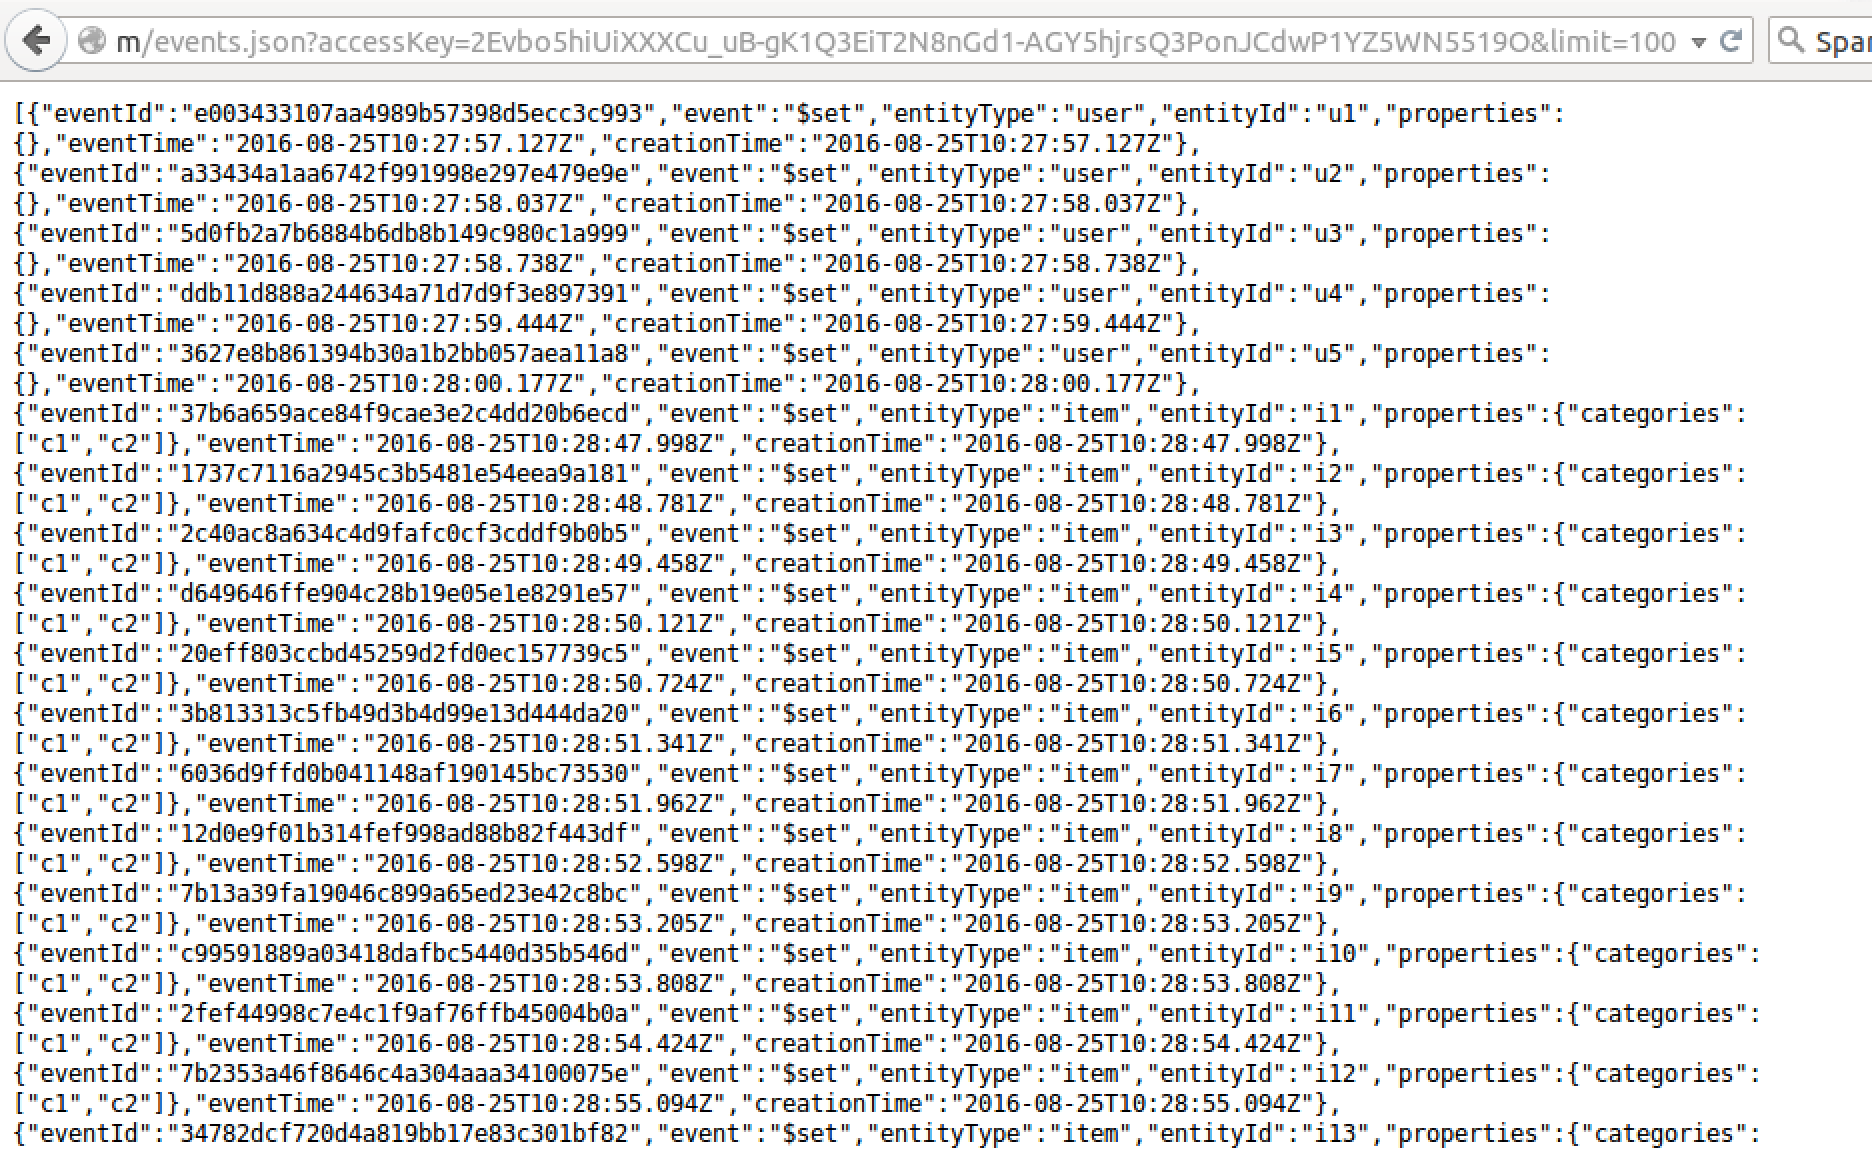 m/events.json?accessKey=2Evbo5hiUiXXXCu_uB-gK1Q3EiT2N8nGd1-AGY5hjrsQ3PonJCdwP1YZ5WN5519O&limit=100
Spar
[{"eventId":"e003433107aa4989b57398d5ecc3c993","event":"$set","entityType":"user","entityId":"u1","properties":
{},"eventTime":"2016-08-25T10:27:57.127Z","creationTime":"2016-08-25T10:27:57.127Z"},
{"eventId":"a33434a1aa6742f991998e297e479e9e","event":"$set","entityType":"user","entityId":"u2","properties":
{},"eventTime":"2016-08-25T10:27:58.037Z","creationTime":"2016-08-25T10:27:58.037Z"},
{"eventId":"5d0fb2a7b6884b6db8b149c980c1a999","event":"$set","entityType":"user","entityId":"u3","properties":
{},"eventTime":"2016-08-25T10:27:58.738Z","creationTime":"2016-08-25T10:27:58.738Z"},
{"eventId":"ddb11d888a244634a71d7d9f3e897391","event":"$set","entityType":"user","entityId":"u4","properties":
{},"eventTime":"2016-08-25T10:27:59.444Z","creationTime":"2016-08-25T10:27:59.444Z"},
{"eventId":"3627e8b861394b30a1b2bb057aea11a8","event":"$set","entityType":"user","entityId":"u5","properties":
{},"eventTime":"2016-08-25T10:28:00.177Z","creationTime":"2016-08-25T10:28:00.177Z"},
{"eventId":"37b6a659ace84f9cae3e2c4dd20b6ecd","event":"$set","entityType":"item","entityId":"i1","properties":{"categories":
["c1","c2"]},"eventTime":"2016-08-25T10:28:47.998Z","creationTime":"2016-08-25T10:28:47.998Z"},
{"eventId":"1737c7116a2945c3b5481e54eea9a181","event":"$set","entityType":"item","entityId":"i2","properties":{"categories":
["c1","c2"]},"eventTime":"2016-08-25T10:28:48.781Z","creationTime":"2016-08-25T10:28:48.781Z"},
{"eventId":"2c40ac8a634c4d9fafc0cf3cddf9b0b5","event":"$set","entityType":"item","entityId":"i3","properties":{"categories":
["c1","c2"]},"eventTime":"2016-08-25T10:28:49.458Z","creationTime":"2016-08-25T10:28:49.458Z"},
{"eventId":"d649646ffe904c28b19e05e1e8291e57","event":"$set","entityType":"item","entityId":"i4","properties":{"categories":
["c1","c2"]},"eventTime":"2016-08-25T10:28:50.121Z","creationTime":"2016-08-25T10:28:50.121Z"},
{"eventId":"20eff803ccbd45259d2fd0ec157739c5","event":"$set","entityType":"item","entityId":"i5","properties":{"categories":
["c1","c2"]},"eventTime":"2016-08-25T10:28:50.724Z","creationTime":"2016-08-25T10:28:50.724Z"},
{"eventId":"3b813313c5fb49d3b4d99e13d444da20","event":"$set","entityType":"item","entityId":"i6","properties":{"categories":
["c1","c2"]},"eventTime":"2016-08-25T10:28:51.341Z","creationTime":"2016-08-25T10:28:51.341Z"},
{"eventId":"6036d9ffd0b041148af190145bc73530","event":"$set","entityType":"item","entityId":"i7","properties":{"categories":
["c1","c2"]},"eventTime":"2016-08-25T10:28:51.962Z","creationTime":"2016-08-25T10:28:51.962Z"},
{"eventId":"12d0e9f01b314fef998ad88b82f443df","event":"$set","entityType":"item","entityId":"i8","properties":{"categories":
["c1","c2"]},"eventTime":"2016-08-25T10:28:52.598Z","creationTime":"2016-08-25T10:28:52.598Z"},
{"eventId":"7b13a39fa19046c899a65ed23e42c8bc","event":"$set","entityType":"item","entityId":"i9","properties":{"categories":
["c1","c2"]},"eventTime":"2016-08-25T10:28:53.205Z","creationTime":"2016-08-25T10:28:53.205Z"},
{"eventId":"c99591889a03418dafbc5440d35b546d","event":"$set","entityType":"item","entityId":"i10","properties":{"categories":
["c1","c2"]},"eventTime":"2016-08-25T10:28:53.808Z","creationTime":"2016-08-25T10:28:53.808Z"},
{"eventId":"2fef44998c7e4c1f9af76ffb45004b0a","event":"$set","entityType":"item","entityId":"i11","properties":{"categories":
["c1","c2"]},"eventTime":"2016-08-25T10:28:54.424Z","creationTime":"2016-08-25T10:28:54.424Z"},
{"eventId":"7b2353a46f8646c4a304aaa34100075e","event":"$set","entityType":"item","entityId":"i12","properties":{"categories":
["c1","c2"]},"eventTime":"2016-08-25T10:28:55.094Z","creationTime":"2016-08-25T10:28:55.094Z"},
{"eventId":"34782dcf720d4a819bb17e83c301bf82","event":"$set","entityType":"item","entityId":"i13","properties":{"categories":